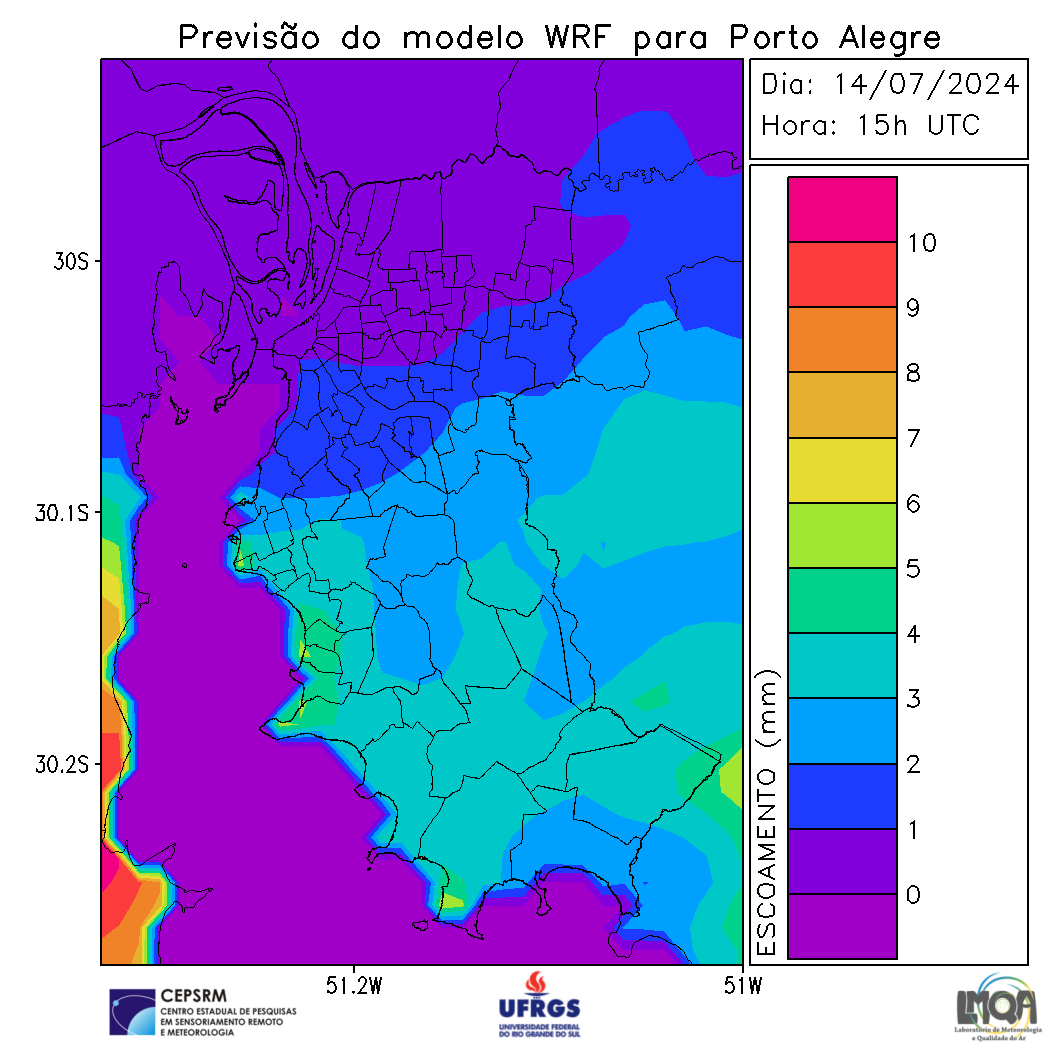 Previsão do modelo WRF para Porto Alegre
Dia: 14/07/2024
Hora: 15h UTC
10
9
8
7
6
5
4
3
2
1
0
ESCOAMENTO (mm)
30S
30.1S
30.2S
51.2W
51W
CEPSRM
CENTRO ESTADUAL DE PESQUISAS
EM SENSORIAMENTO REMOTO
E METEOROLOGIA
UFRGS
UNIVERSIDADE FEDERAL
DO RIO GRANDE DO SUL
LMQA
Laboratório de Meteorologia
e Qualidade do Ar